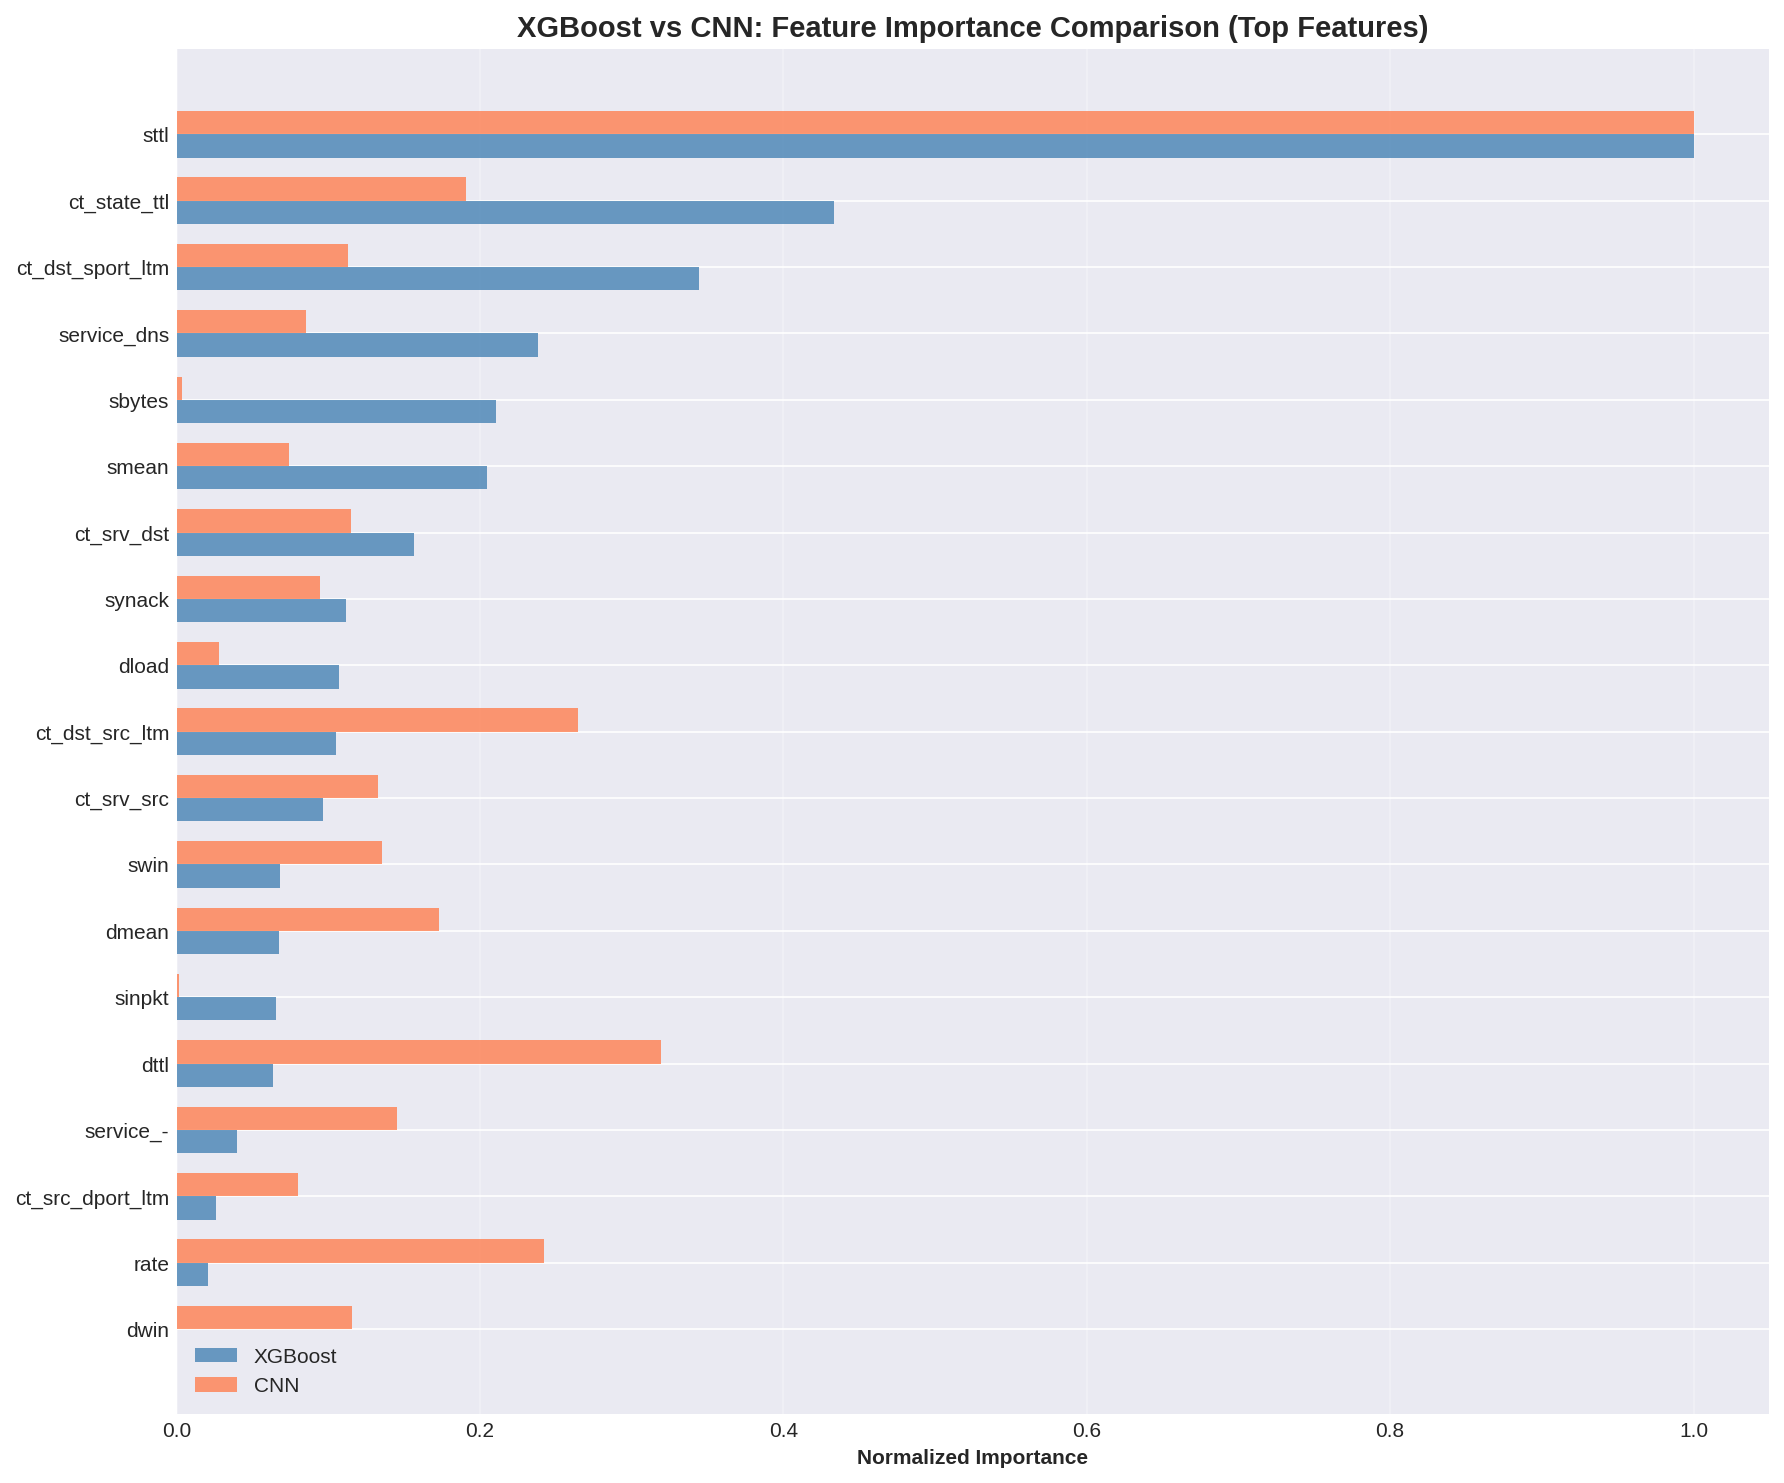 XGBoost vs CNN: Feature Importance Comparison (Top Features)
sttl
ct_state_ttl
ct_dst_sport_ltm
service_dns
sbytes
smean
ct_srv_dst
synack
dload
ct_dst_src_ltm
ct_srv_src
swin
dmean
sinpkt
dttl
service_-
ct_src_dport_ltm
rate
dwin
XGBoost
CNN
0.0 0.2 0.4 0.6 0.8 1.0
Normalized Importance